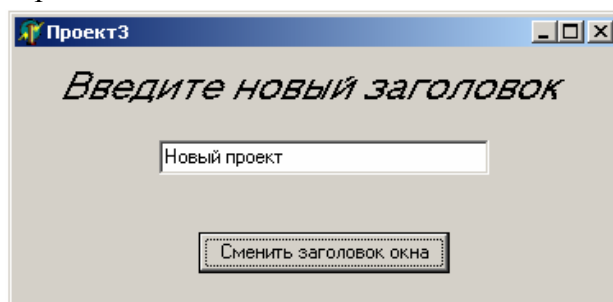 Проект3
Введите новый заголовок
Новый проект
Сменить заголовок окна